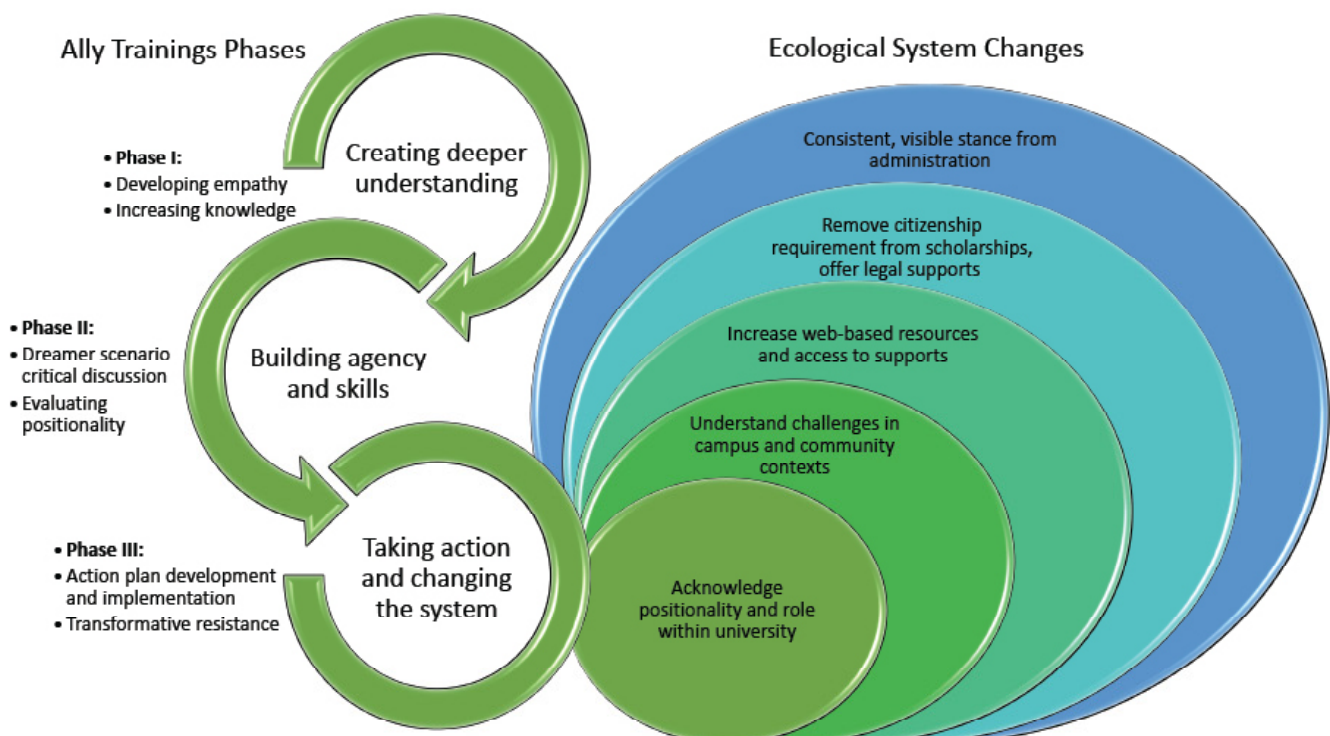 Ally Trainings Phases
• Phase I:
• Developing empathy
• Increasing knowledge
Creating deeper
understanding
• Phase II:
• Dreamer scenario
critical discussion
• Evaluating
positionality
Building agency
and skills
• Phase III:
• Action plan development
and implementation
• Transformative resistance
Taking action
and changing
the system
Ecological System Changes
Consistent, visible stance from
administration
Remove citizenship
requirement from scholarships,
offer legal supports
Increase web-based resources
and access to supports
Understand challenges in
campus and community
contexts
Acknowledge
positionality and role
within university